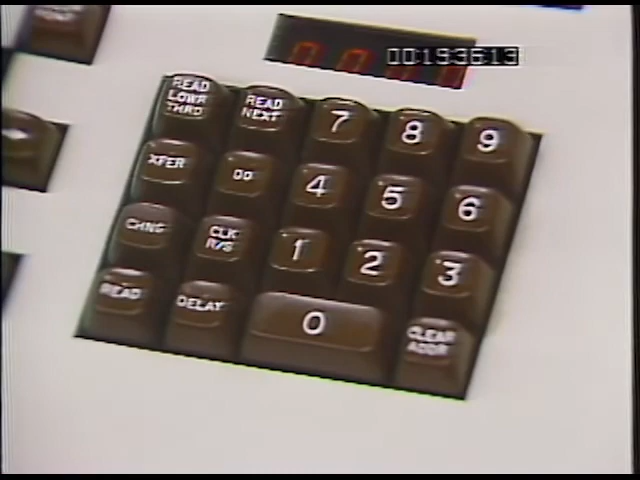 00193613
READ
LOWR
THRD
READ
NEXT
7
8
9
XFER
DO
4
5
6
CHNG
CLK
R/S
1
2
3
READ
DELAY
0
CLEAR
ADDR